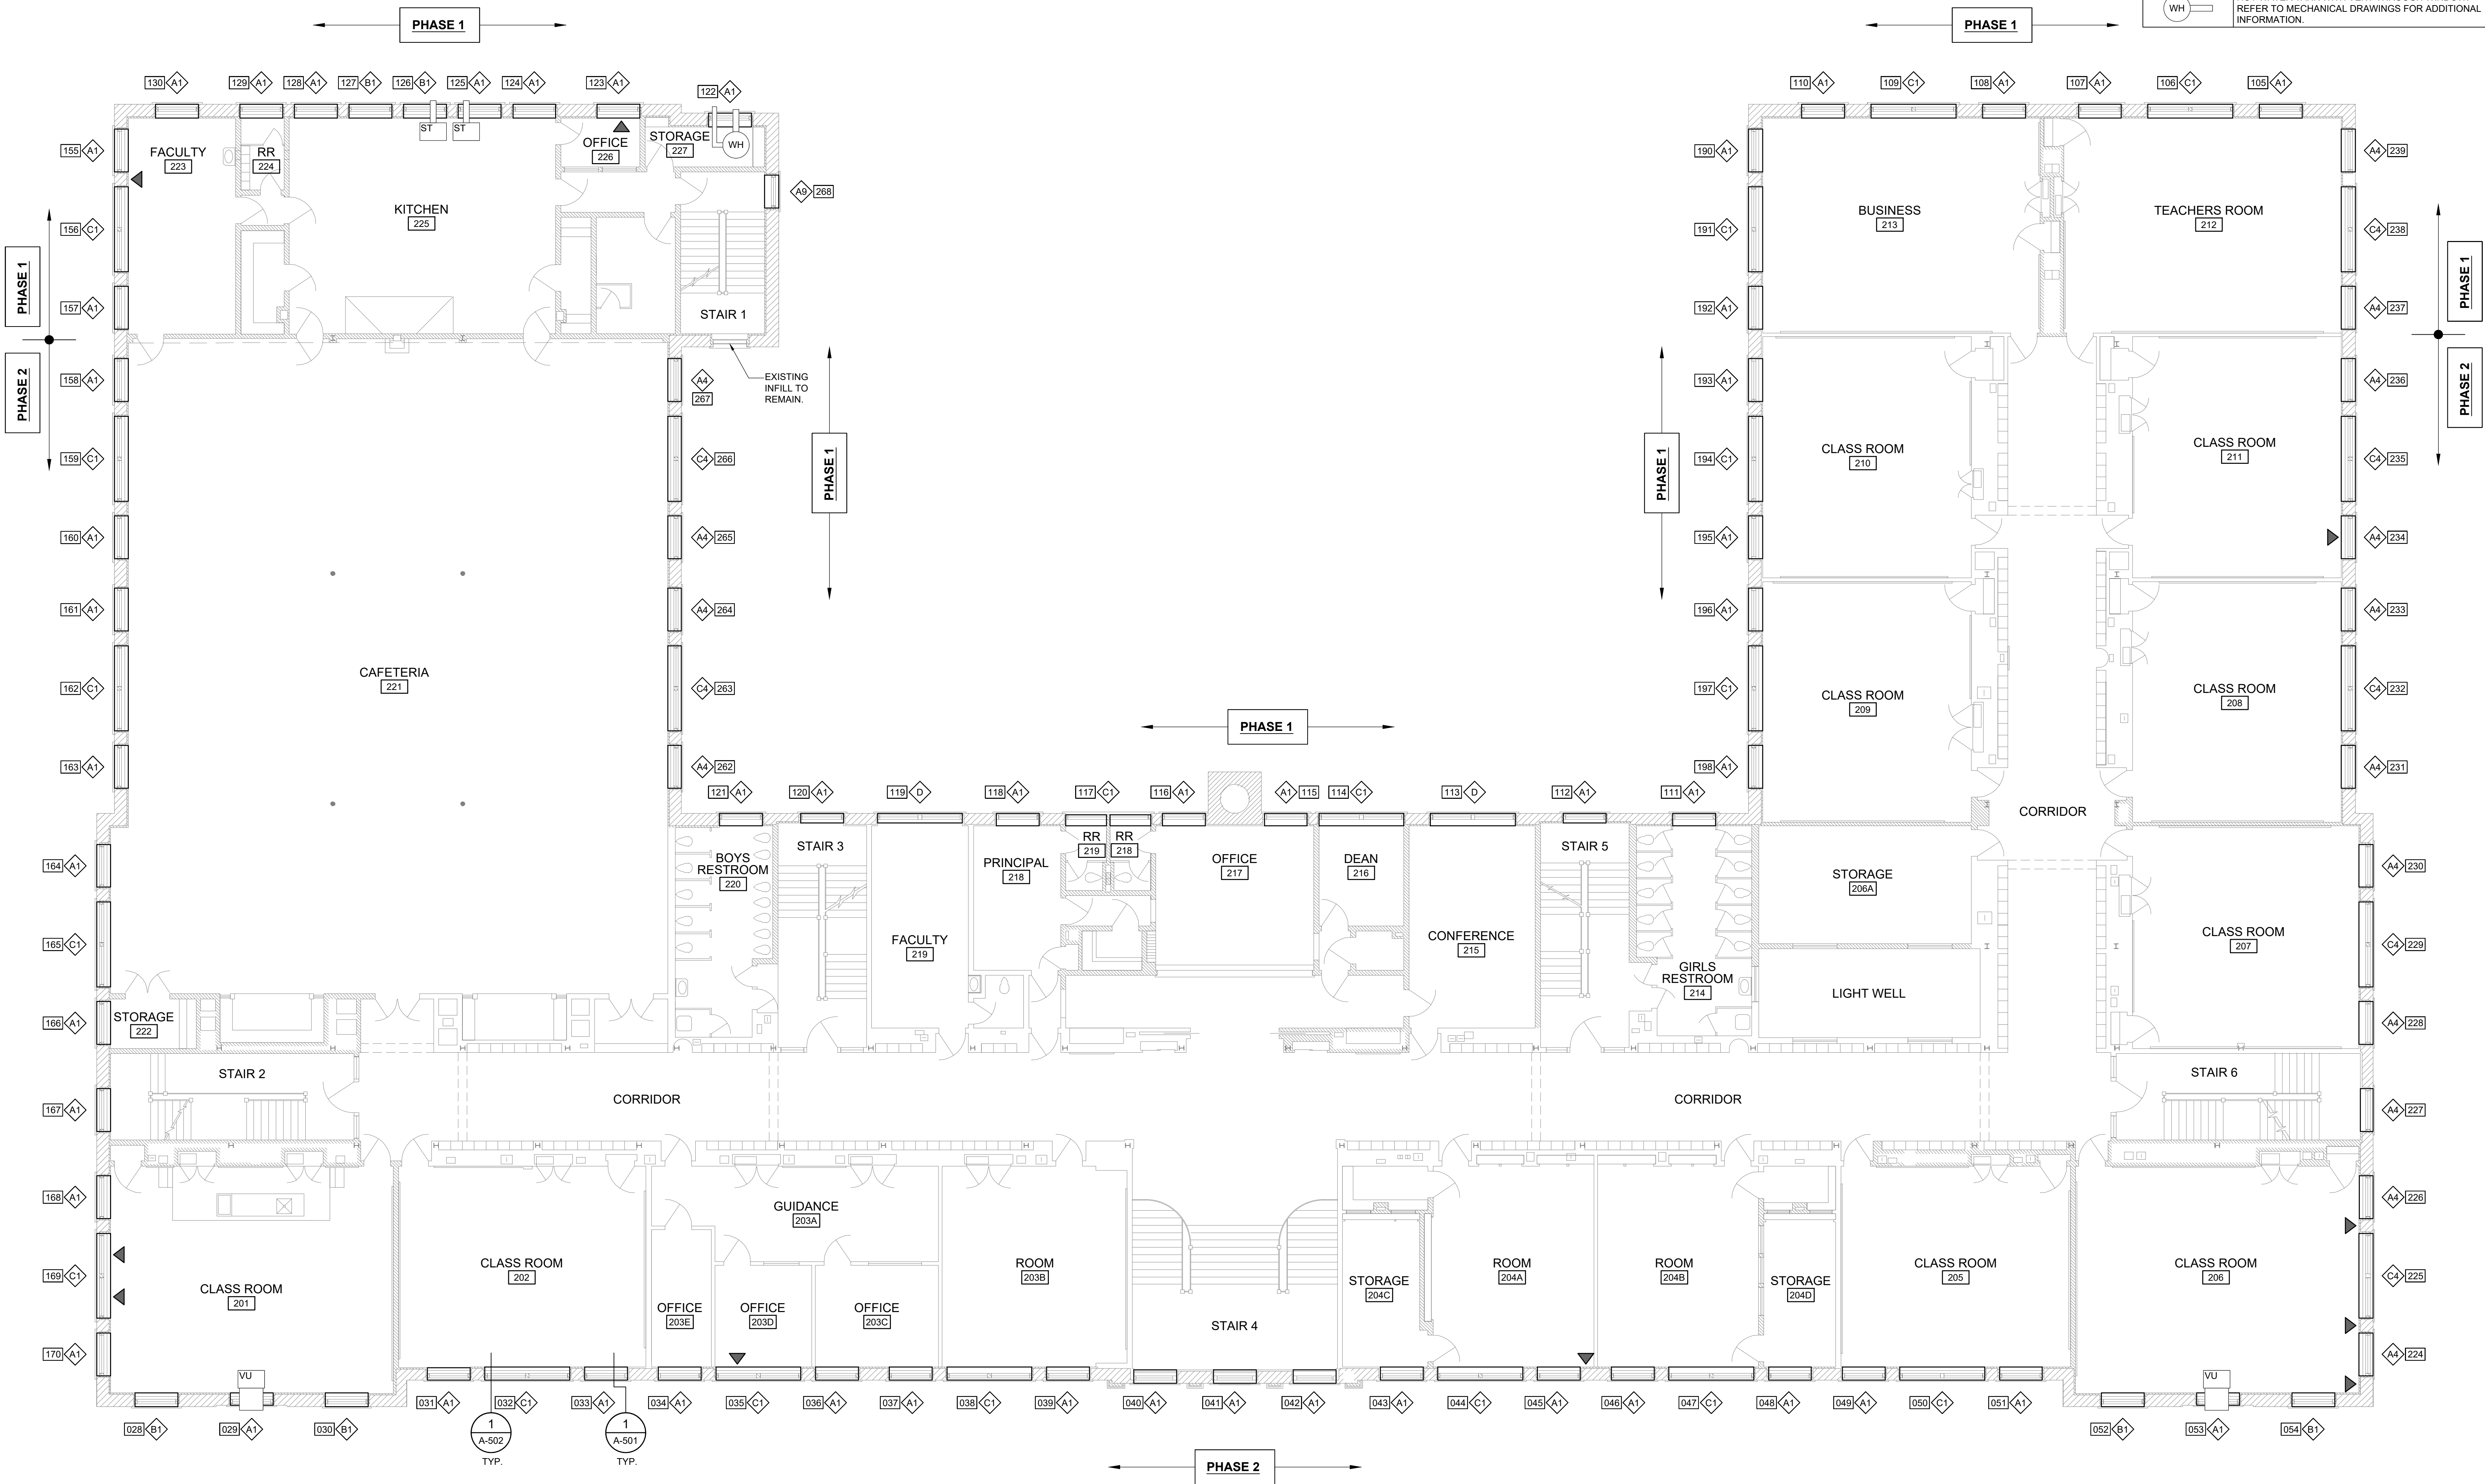 PHASE 1
PHASE 1
WH
REFER TO MECHANICAL DRAWINGS FOR ADDITIONAL
INFORMATION.
130 A1
129 A1
128 A1
127 B1
126 B1
125 A1
124 A1
123 A1
122 A1
110 A1
109 C1
108 A1
107 A1
106 C1
105 A1
155 A1
156 C1
157 A1
PHASE 1
PHASE 2
158 A1
159 C1
160 A1
161 A1
162 C1
163 A1
164 A1
165 C1
166 A1
167 A1
168 A1
169 C1
170 A1
FACULTY
223
RR
224
ST
ST
KITCHEN
225
OFFICE
226
STORAGE
227
WH
A9 268
STAIR 1
EXISTING
INFILL TO
REMAIN.
A4
267
C4 266
A4 265
A4 264
C4 263
A4 262
PHASE 1
CAFETERIA
221
PHASE 1
190 A1
191 C1
192 A1
193 A1
194 C1
195 A1
196 A1
197 C1
198 A1
BUSINESS
213
TEACHERS ROOM
212
CLASS ROOM
210
CLASS ROOM
211
CLASS ROOM
209
CLASS ROOM
208
A4 239
C4 238
A4 237
PHASE 1
PHASE 2
A4 236
C4 235
A4 234
A4 233
C4 232
A4 231
A4 230
C4 229
A4 228
A4 227
A4 226
C4 225
A4 224
PHASE 1
121 A1
120 A1
119 D
118 A1
117 C1
116 A1
A1 115
114 C1
113 D
112 A1
111 A1
CORRIDOR
BOYS
RESTROOM
220
STAIR 3
FACULTY
219
PRINCIPAL
218
RR
219
RR
218
OFFICE
217
DEAN
216
CONFERENCE
215
STAIR 5
GIRLS
RESTROOM
214
STORAGE
206A
LIGHT WELL
CLASS ROOM
207
STORAGE
222
STAIR 2
CORRIDOR
CORRIDOR
STAIR 6
CLASS ROOM
201
CLASS ROOM
202
GUIDANCE
203A
OFFICE
203E
OFFICE
203D
OFFICE
203C
ROOM
203B
STAIR 4
STORAGE
204C
ROOM
204A
ROOM
204B
STORAGE
204D
CLASS ROOM
205
CLASS ROOM
206
VU
VU
028 B1
029 A1
030 B1
031 A1
032 C1
033 A1
034 A1
035 C1
036 A1
037 A1
038 C1
039 A1
040 A1
041 A1
042 A1
043 A1
044 C1
045 A1
046 A1
047 C1
048 A1
049 A1
050 C1
051 A1
052 B1
053 A1
054 B1
1
A-502
TYP.
1
A-501
TYP.
PHASE 2